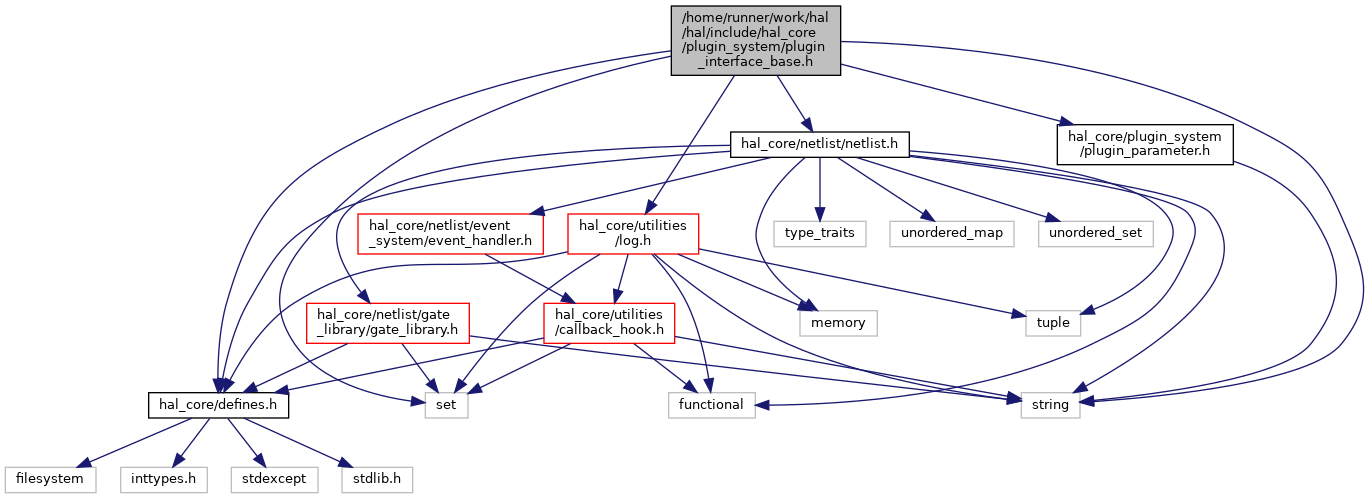 /home/runner/work/hal
/hal/include/hal_core
/plugin_system/plugin
_interface_base.h
hal_core/netlist/netlist.h
hal_core/plugin_system
/plugin_parameter.h
hal_core/netlist/event
_system/event_handler.h
hal_core/utilities
/log.h
type_traits
unordered_map
unordered_set
hal_core/netlist/gate
_library/gate_library.h
hal_core/utilities
/callback_hook.h
memory
tuple
hal_core/defines.h
set
functional
string
filesystem
inttypes.h
stdexcept
stdlib.h